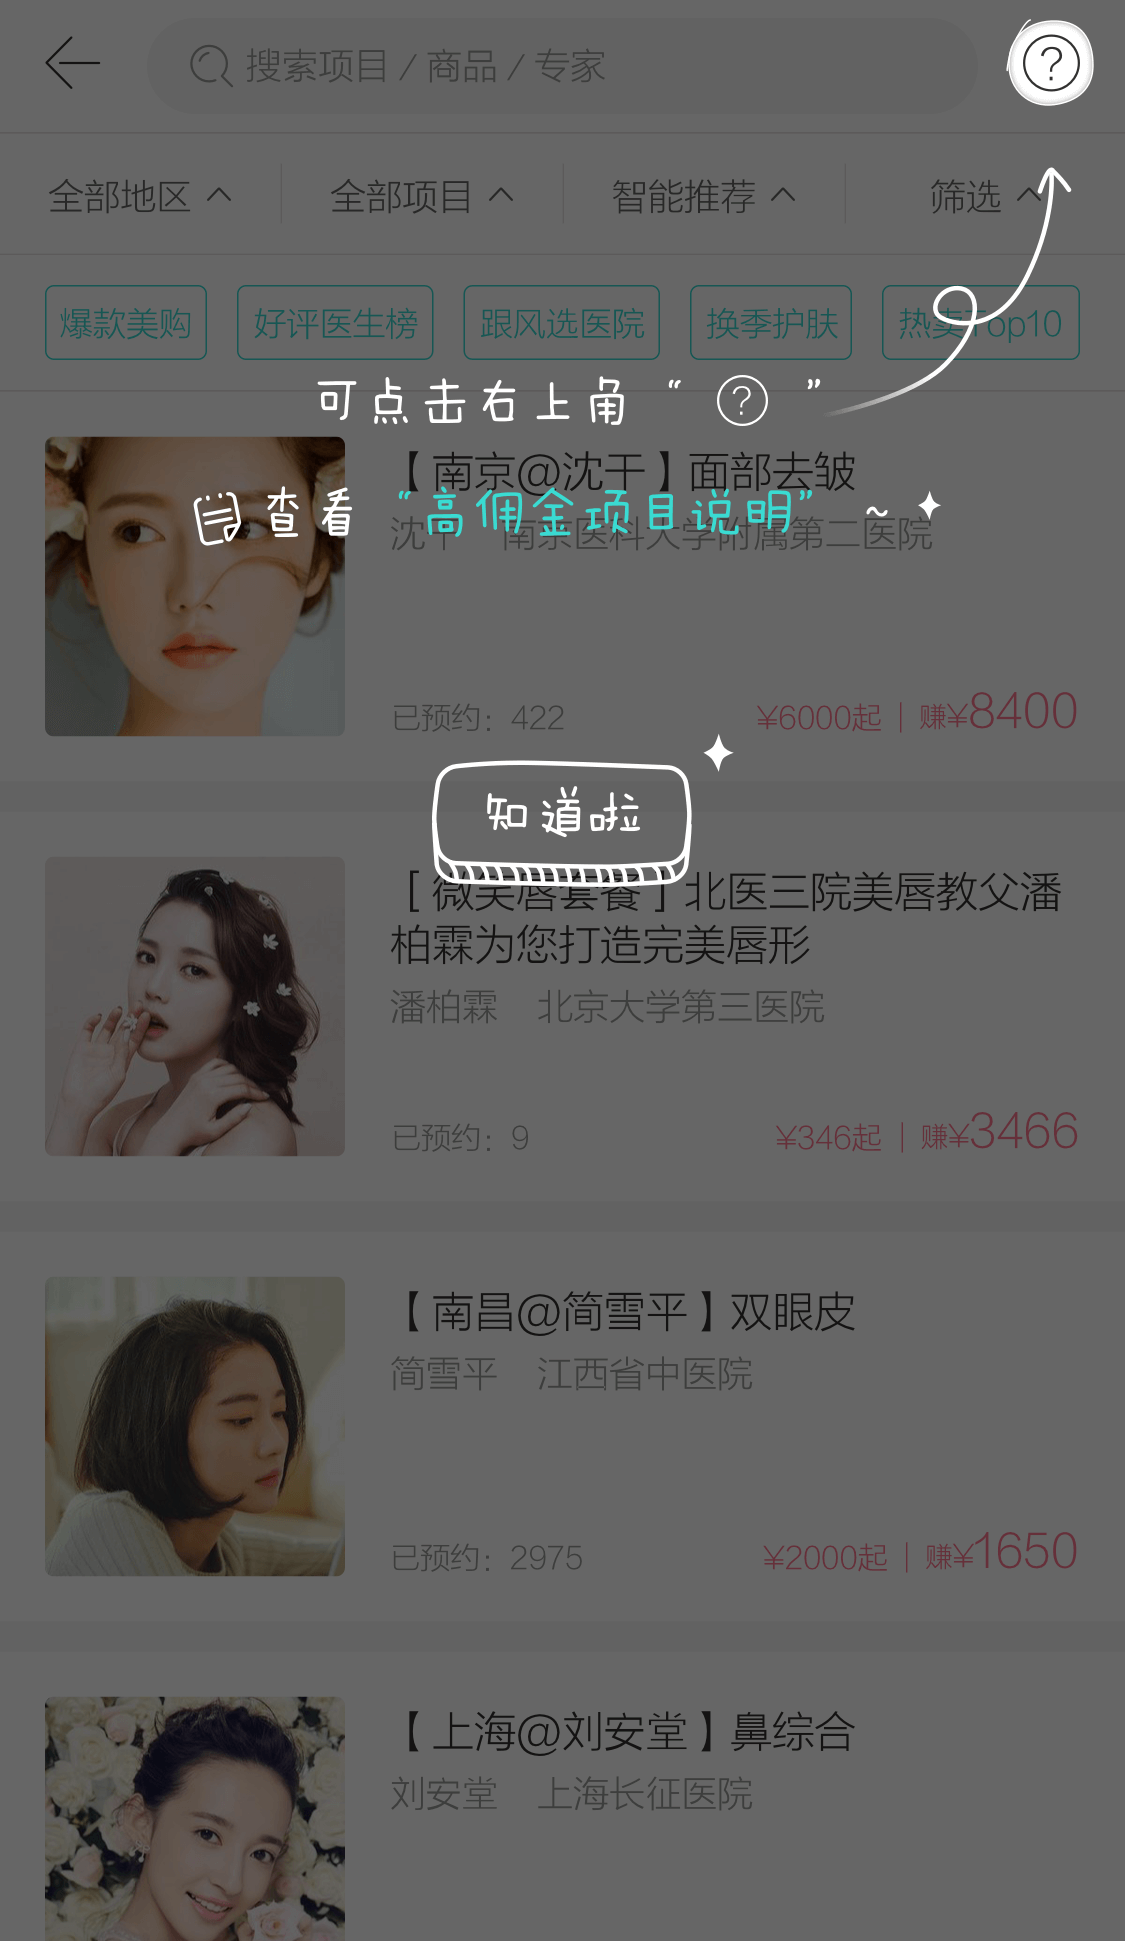 搜索项目 / 商品 / 专家
?
全部地区 全部项目 智能推荐 筛选
爆款美购 好评医生榜 跟风选医院 换季护肤 热卖Top10
可点击右上角 “ ? ”
查看 “高佣金项目说明” ~
【南京@沈干】面部去皱
沈干 南京医科大学附属第二医院
已预约：422 ¥6000起 | 赚¥8400
知道啦
［微笑唇套餐］北医三院美唇教父潘
柏霖为您打造完美唇形
潘柏霖 北京大学第三医院
已预约：9 ¥346起 | 赚¥3466
【南昌@简雪平】双眼皮
简雪平 江西省中医院
已预约：2975 ¥2000起 | 赚¥1650
【上海@刘安堂】鼻综合
刘安堂 上海长征医院